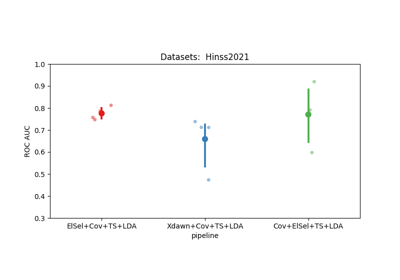 Datasets:  Hinss2021
1.0
0.9
0.8
0.7
0.6
0.5
0.4
0.3
ROC AUC
ElSel+Cov+TS+LDA
Xdawn+Cov+TS+LDA
Cov+ElSel+TS+LDA
pipeline